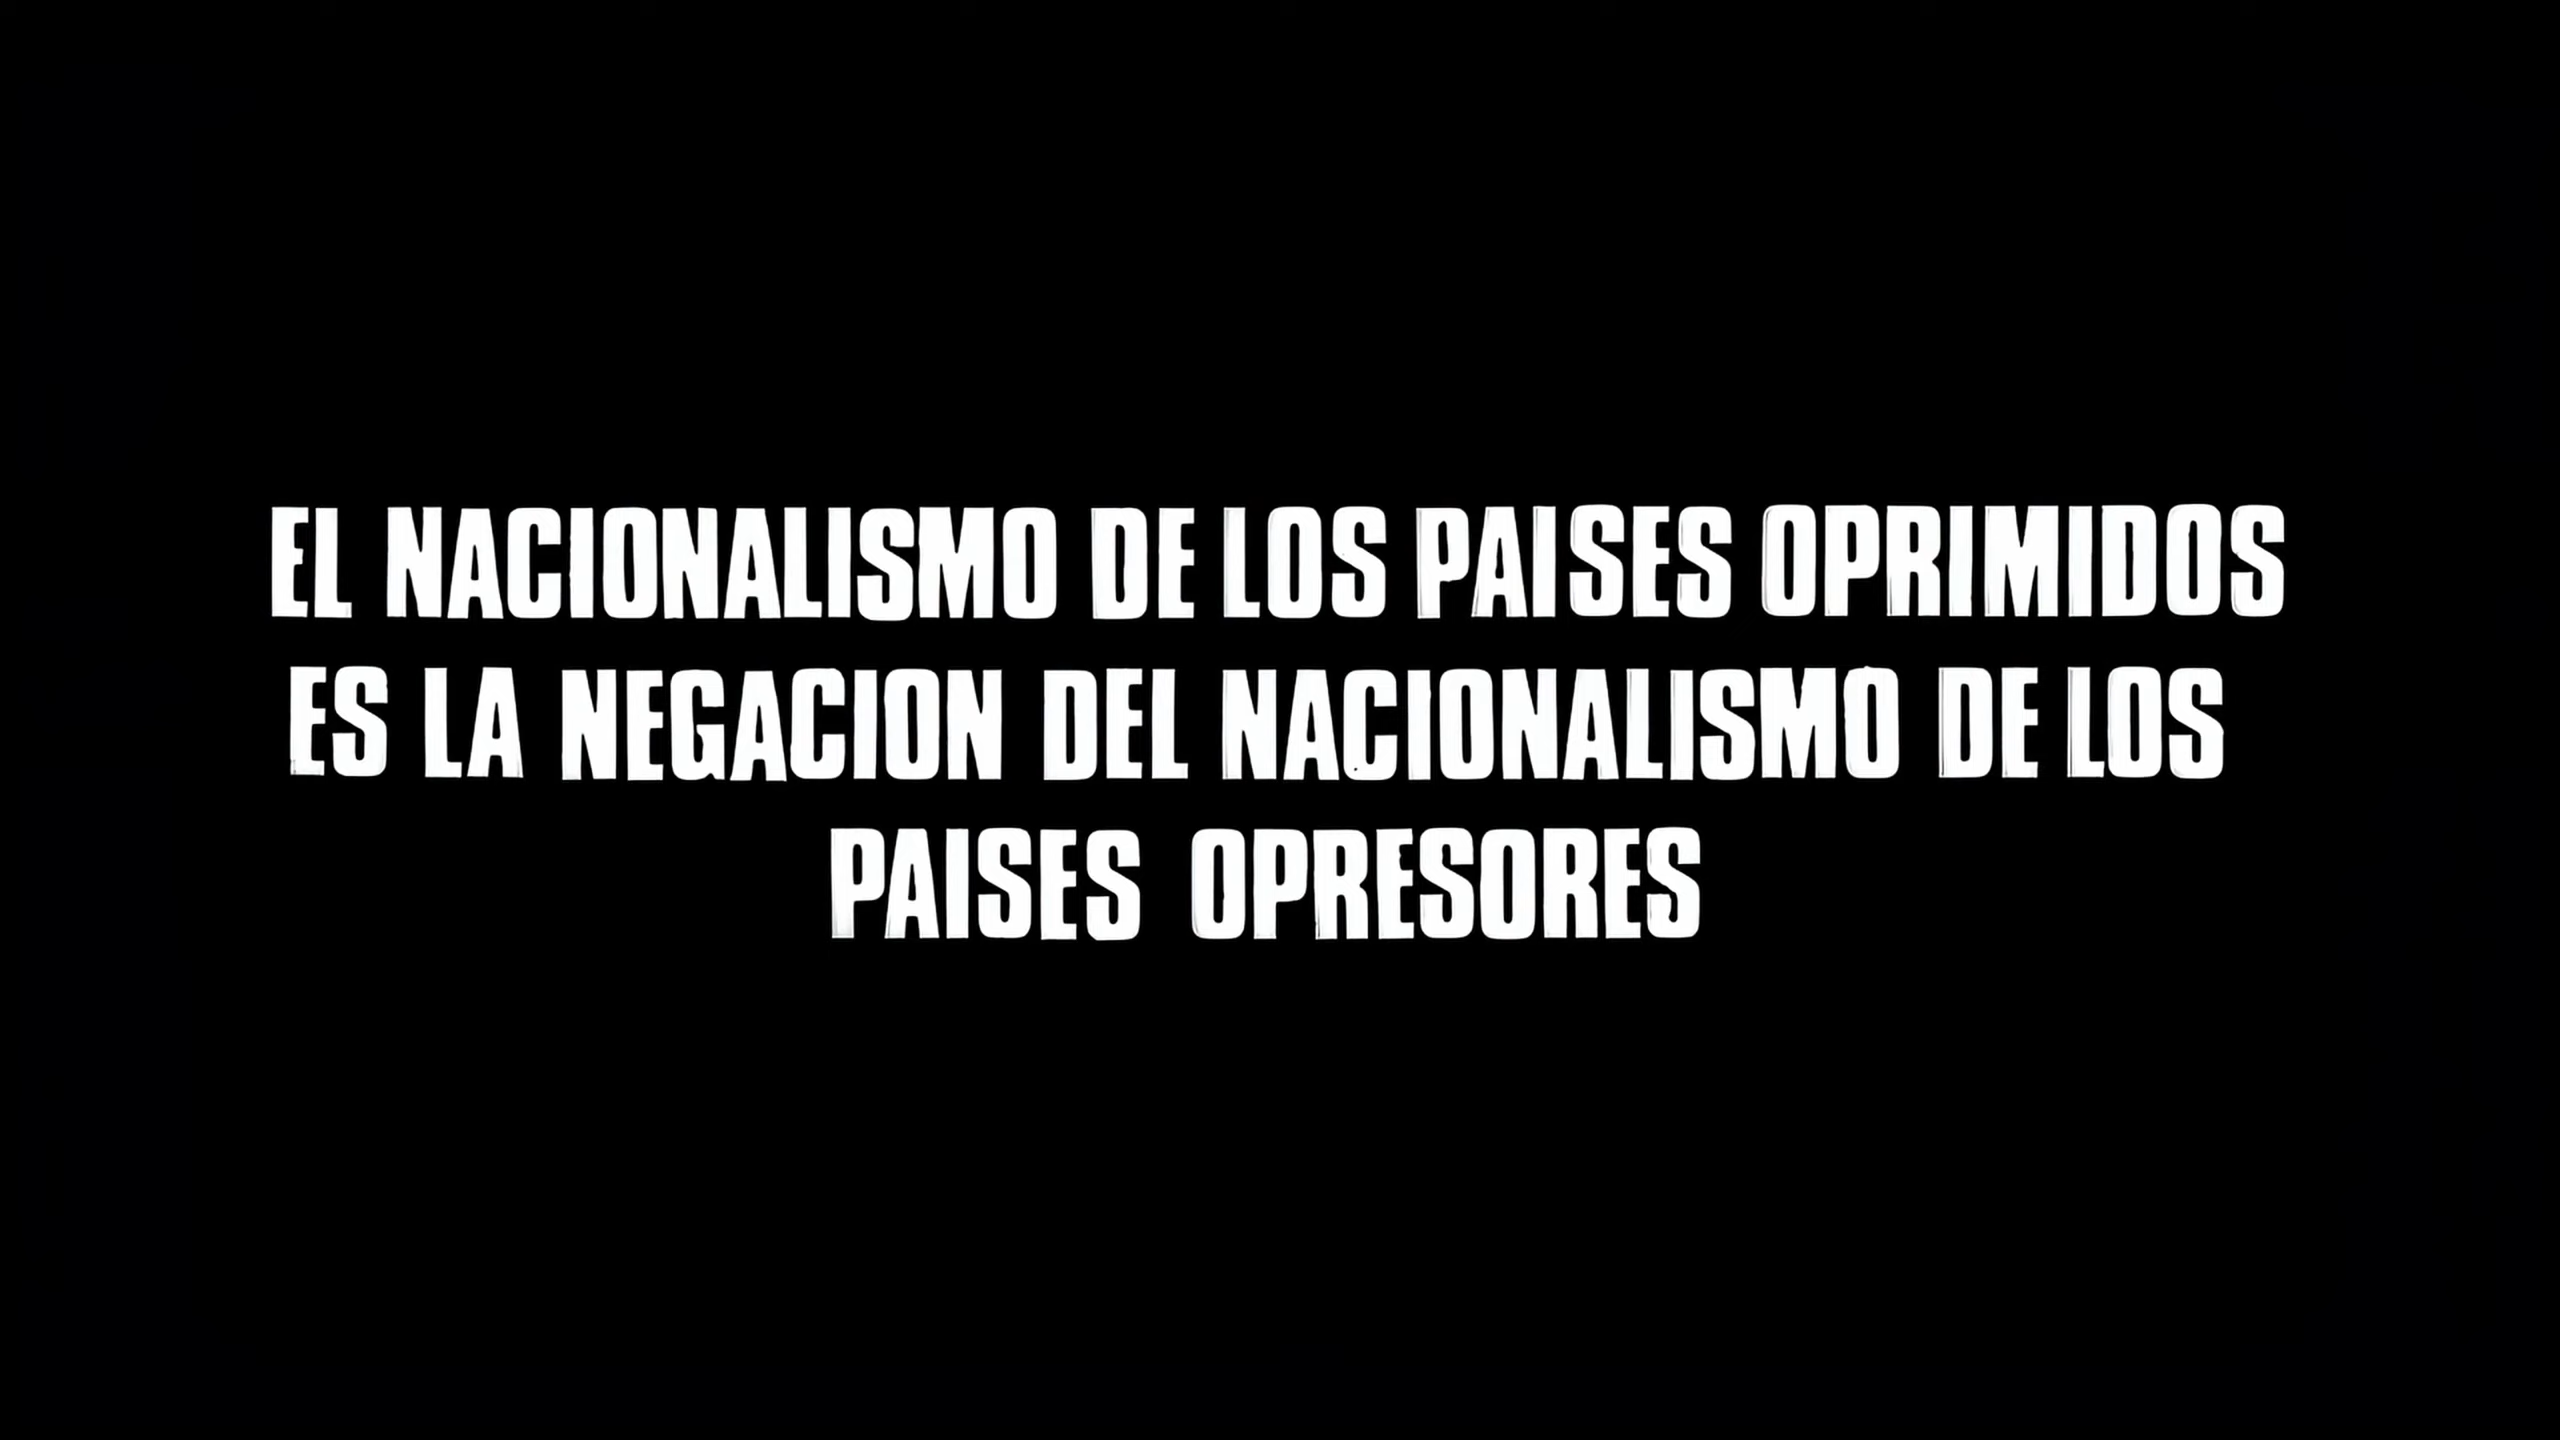 EL NACIONALISMO DE LOS PAISES OPRIMIDOS
ES LA NEGACION DEL NACIONALISMO DE LOS
PAISES OPRESORES